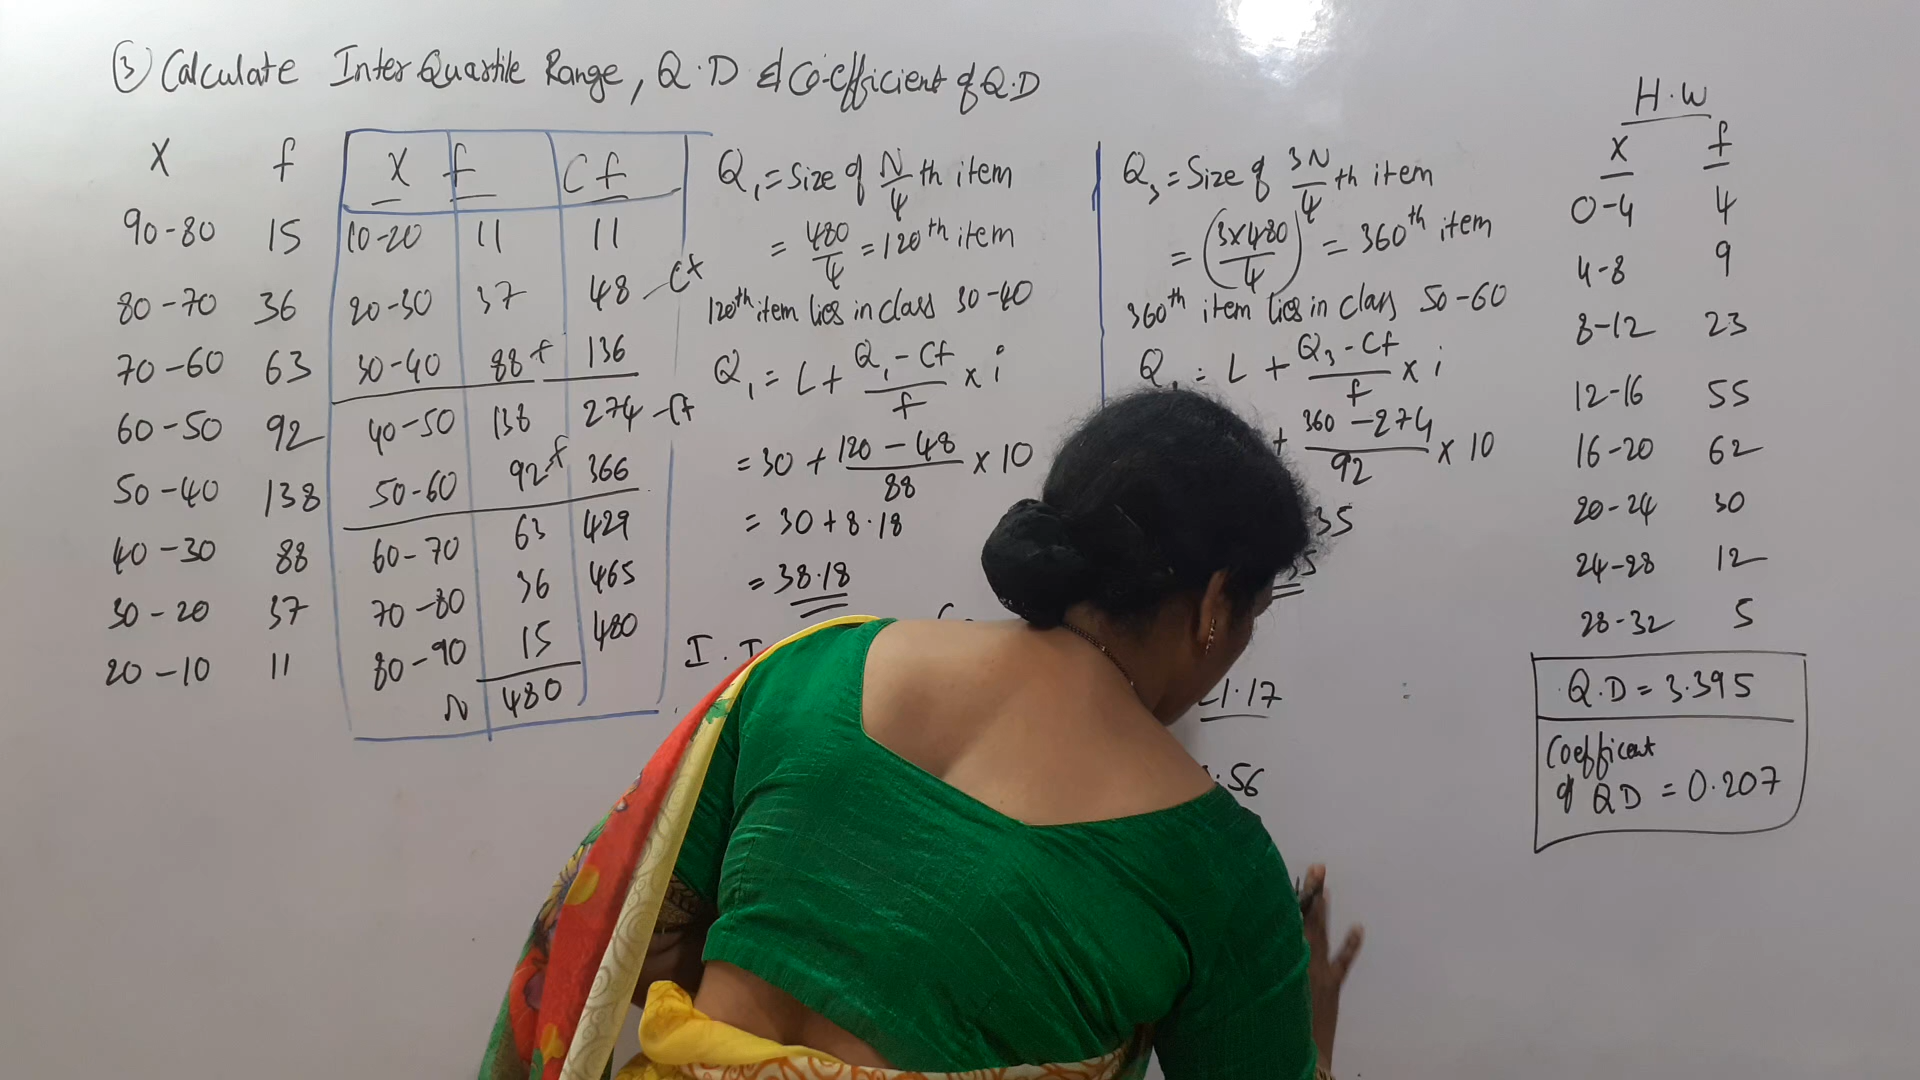 ③ Calculate Inter Quartile Range, Q.D & Co-efficient of Q.D
X f
90-80 15
80-70 36
70-60 63
60-50 92
50-40 138
40-30 88
30-20 37
20-10 11
X f Cf
10-20 11 11
20-30 37 48 - Cf
30-40 88 f 136
40-50 138 274 - Cf
50-60 92 f 366
60-70 63 429
70-80 36 465
80-90 15 480
N 480
Q₁ = Size of N/4 th item
= 480/4 = 120th item
120th item lies in class 30-40
Q₁ = L + Q₁ - Cf/f x i
= 30 + 120 - 48/88 x 10
= 30 + 8.18
= 38.18
Q₃ = Size of 3N/4 th item
= (3x480/4) = 360th item
360th item lies in class 50-60
Q = L + Q₃ - Cf/f x i
+ 360 - 274/92 x 10
35
1.17
.56
H.W
X f
0-4 4
4-8 9
8-12 23
12-16 55
16-20 62
20-24 30
24-28 12
28-32 5
Q.D = 3.395
Coefficent
of QD = 0.207